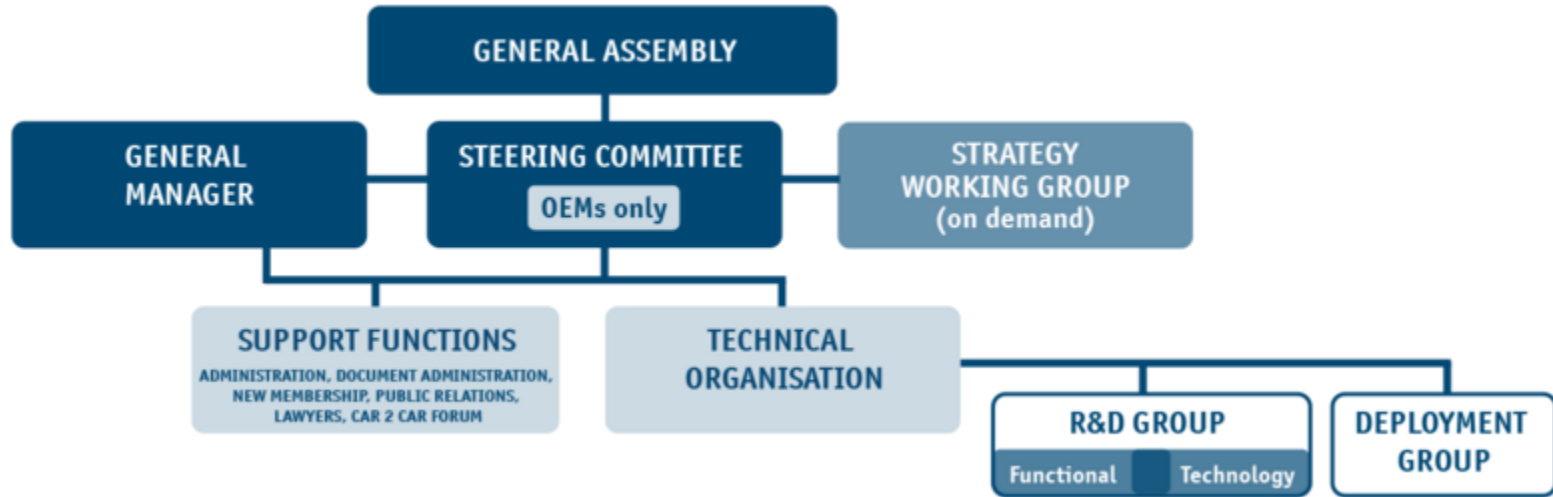 GENERAL ASSEMBLY
GENERAL
MANAGER
STEERING COMMITTEE
OEMs only
STRATEGY
WORKING GROUP
(on demand)
SUPPORT FUNCTIONS
ADMINISTRATION, DOCUMENT ADMINISTRATION,
NEW MEMBERSHIP, PUBLIC RELATIONS,
LAWYERS, CAR 2 CAR FORUM
TECHNICAL
ORGANISATION
R&D GROUP
Functional
Technology
DEPLOYMENT
GROUP